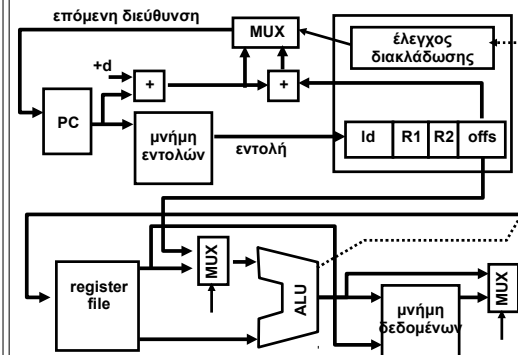 επόμενη διεύθυνση
MUX
έλεγχος
διακλάδωσης
+d
+
+
PC
μνήμη
εντολών
εντολή
ld R1 R2 offs
MUX
register
file
ALU
μνήμη
δεδομένων
MUX